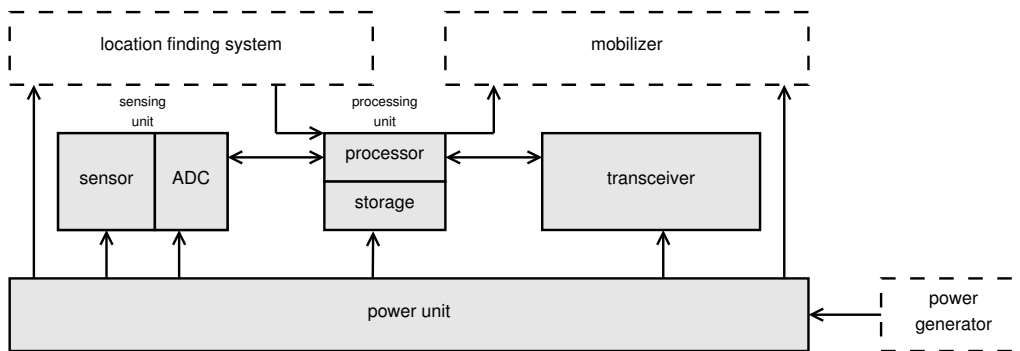 location finding system
mobilizer
sensing
unit
processing
unit
sensor
ADC
processor
storage
transceiver
power unit
power
generator